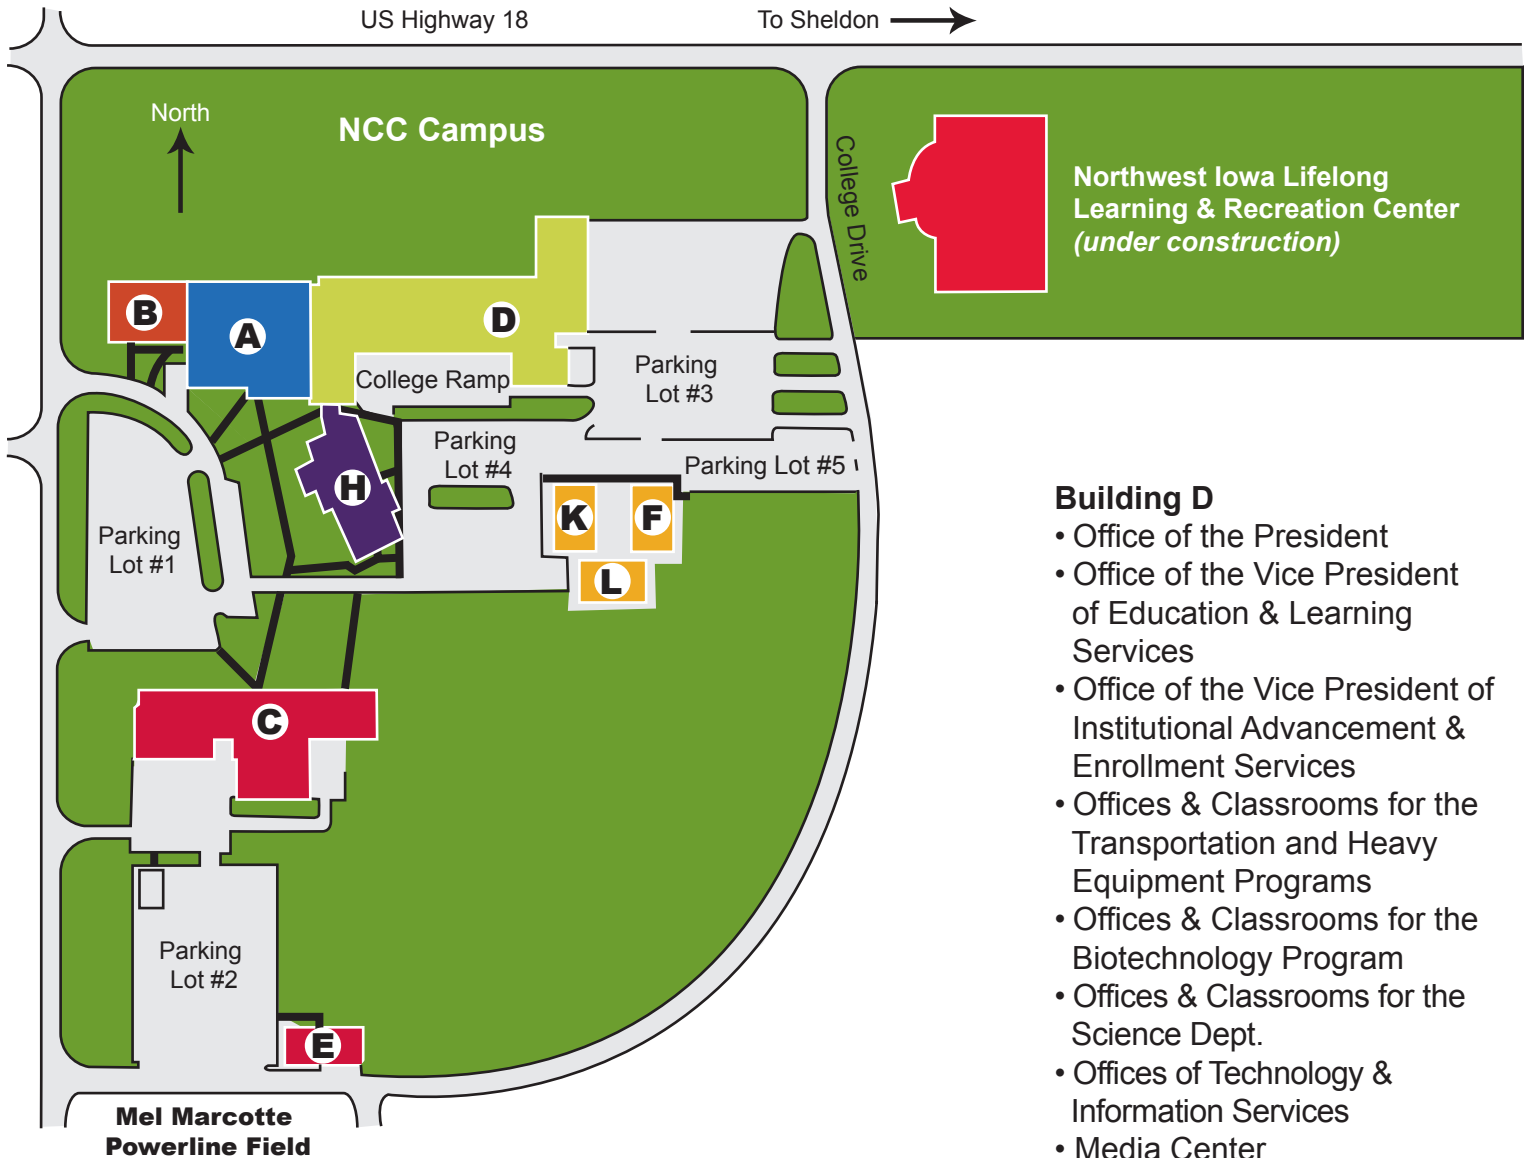 US Highway 18
To Sheldon
North
NCC Campus
College Drive
Northwest Iowa Lifelong
Learning & Recreation Center
(under construction)
B
A
D
College Ramp
Parking
Lot #3
H
Parking
Lot #4
Parking Lot #5
K
F
L
Parking
Lot #1
C
Parking
Lot #2
E
Mel Marcotte
Powerline Field
Building D
• Office of the President
• Office of the Vice President
of Education & Learning
Services
• Office of the Vice President of
Institutional Advancement &
Enrollment Services
• Offices & Classrooms for the
Transportation and Heavy
Equipment Programs
• Offices & Classrooms for the
Biotechnology Program
• Offices & Classrooms for the
Science Dept.
• Offices of Technology &
Information Services
• Media Center